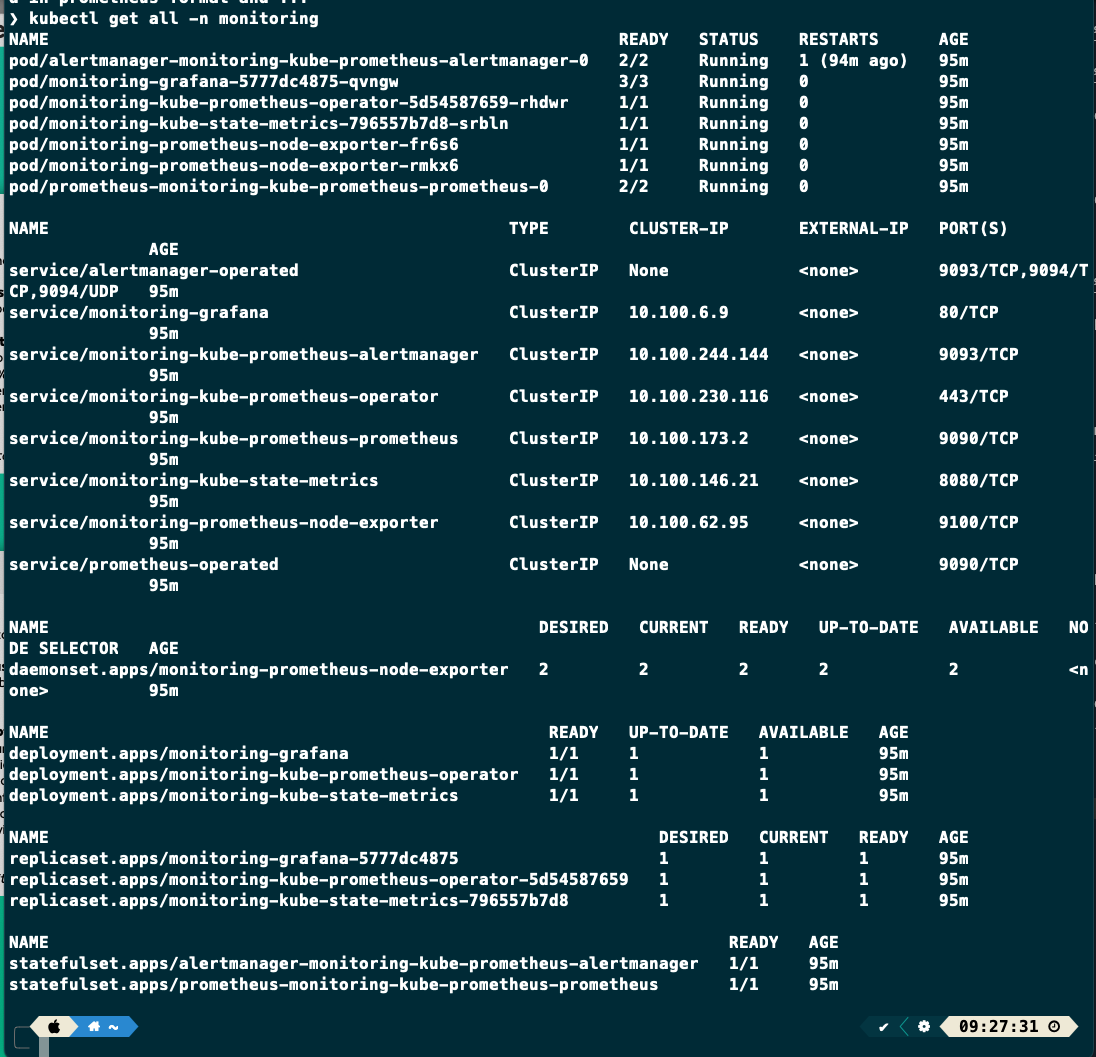 d in prometheus format and ...
❯ kubectl get all -n monitoring
NAME READY STATUS RESTARTS AGE
pod/alertmanager-monitoring-kube-prometheus-alertmanager-0 2/2 Running 1 (94m ago) 95m
pod/monitoring-grafana-5777dc4875-qvngw 3/3 Running 0 95m
pod/monitoring-kube-prometheus-operator-5d54587659-rhdwr 1/1 Running 0 95m
pod/monitoring-kube-state-metrics-796557b7d8-srbln 1/1 Running 0 95m
pod/monitoring-prometheus-node-exporter-fr6s6 1/1 Running 0 95m
pod/monitoring-prometheus-node-exporter-rmkx6 1/1 Running 0 95m
pod/prometheus-monitoring-kube-prometheus-prometheus-0 2/2 Running 0 95m
NAME TYPE CLUSTER-IP EXTERNAL-IP PORT(S)
AGE
service/alertmanager-operated ClusterIP None <none> 9093/TCP,9094/T
CP,9094/UDP 95m
service/monitoring-grafana ClusterIP 10.100.6.9 <none> 80/TCP
95m
service/monitoring-kube-prometheus-alertmanager ClusterIP 10.100.244.144 <none> 9093/TCP
95m
service/monitoring-kube-prometheus-operator ClusterIP 10.100.230.116 <none> 443/TCP
95m
service/monitoring-kube-prometheus-prometheus ClusterIP 10.100.173.2 <none> 9090/TCP
95m
service/monitoring-kube-state-metrics ClusterIP 10.100.146.21 <none> 8080/TCP
95m
service/monitoring-prometheus-node-exporter ClusterIP 10.100.62.95 <none> 9100/TCP
95m
service/prometheus-operated ClusterIP None <none> 9090/TCP
95m
NAME DESIRED CURRENT READY UP-TO-DATE AVAILABLE NO
DE SELECTOR AGE
daemonset.apps/monitoring-prometheus-node-exporter 2 2 2 2 2 <n
one> 95m
NAME READY UP-TO-DATE AVAILABLE AGE
deployment.apps/monitoring-grafana 1/1 1 1 95m
deployment.apps/monitoring-kube-prometheus-operator 1/1 1 1 95m
deployment.apps/monitoring-kube-state-metrics 1/1 1 1 95m
NAME DESIRED CURRENT READY AGE
replicaset.apps/monitoring-grafana-5777dc4875 1 1 1 95m
replicaset.apps/monitoring-kube-prometheus-operator-5d54587659 1 1 1 95m
replicaset.apps/monitoring-kube-state-metrics-796557b7d8 1 1 1 95m
NAME READY AGE
statefulset.apps/alertmanager-monitoring-kube-prometheus-alertmanager 1/1 95m
statefulset.apps/prometheus-monitoring-kube-prometheus-prometheus 1/1 95m
~ ✔ 09:27:31